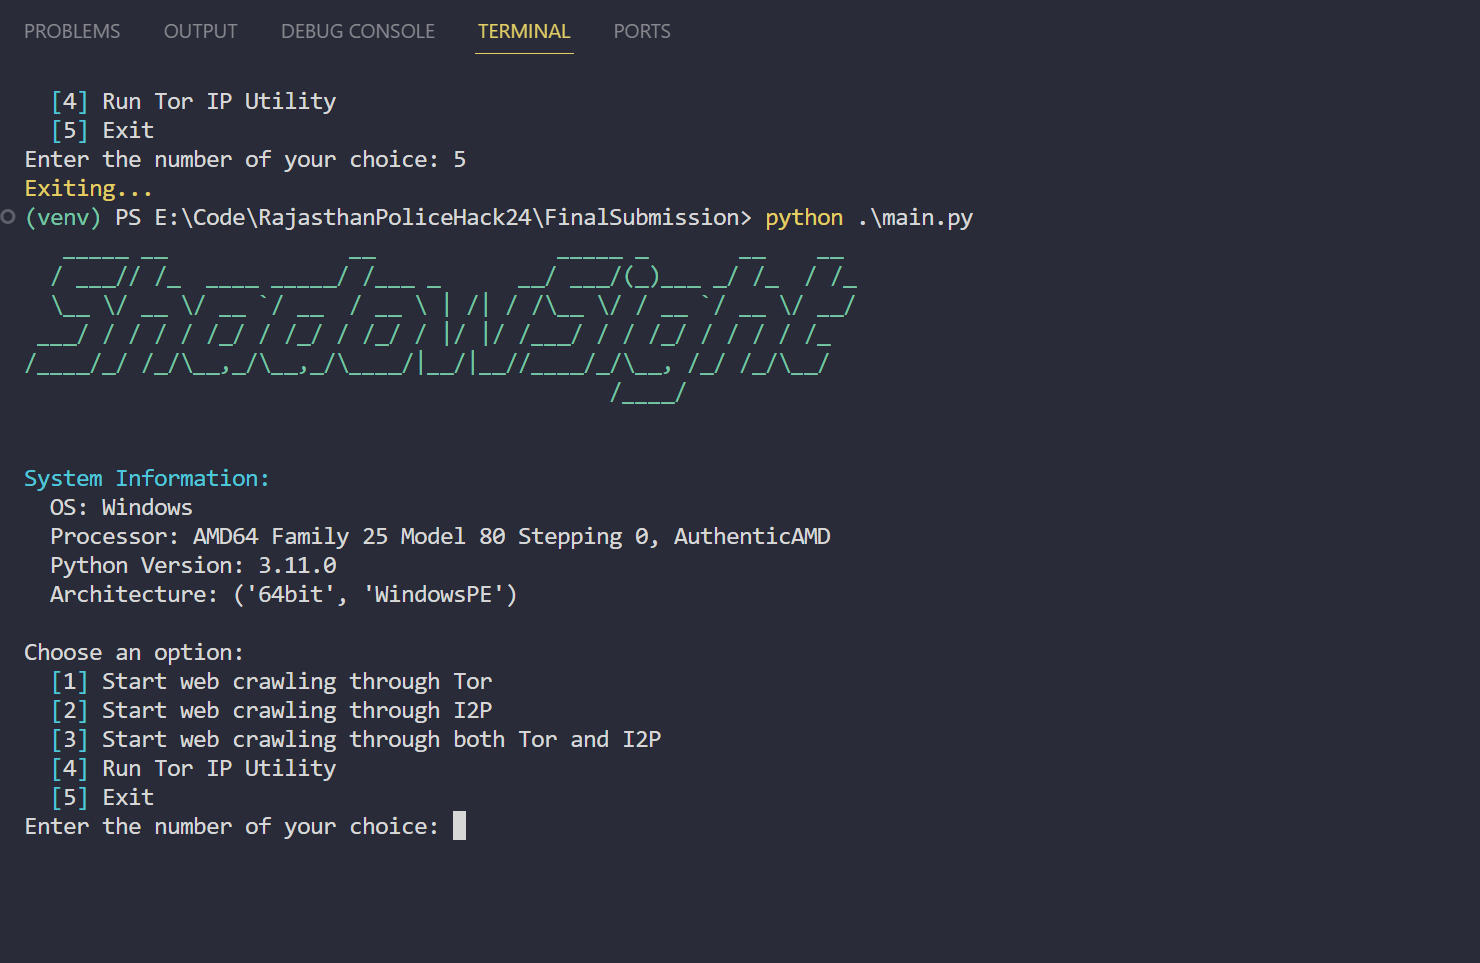 PROBLEMS OUTPUT DEBUG CONSOLE TERMINAL PORTS
[4] Run Tor IP Utility
[5] Exit
Enter the number of your choice: 5
Exiting...
(venv) PS E:\Code\RajasthanPoliceHack24\FinalSubmission> python .\main.py
ShadowSight
System Information:
OS: Windows
Processor: AMD64 Family 25 Model 80 Stepping 0, AuthenticAMD
Python Version: 3.11.0
Architecture: ('64bit', 'WindowsPE')
Choose an option:
[1] Start web crawling through Tor
[2] Start web crawling through I2P
[3] Start web crawling through both Tor and I2P
[4] Run Tor IP Utility
[5] Exit
Enter the number of your choice: